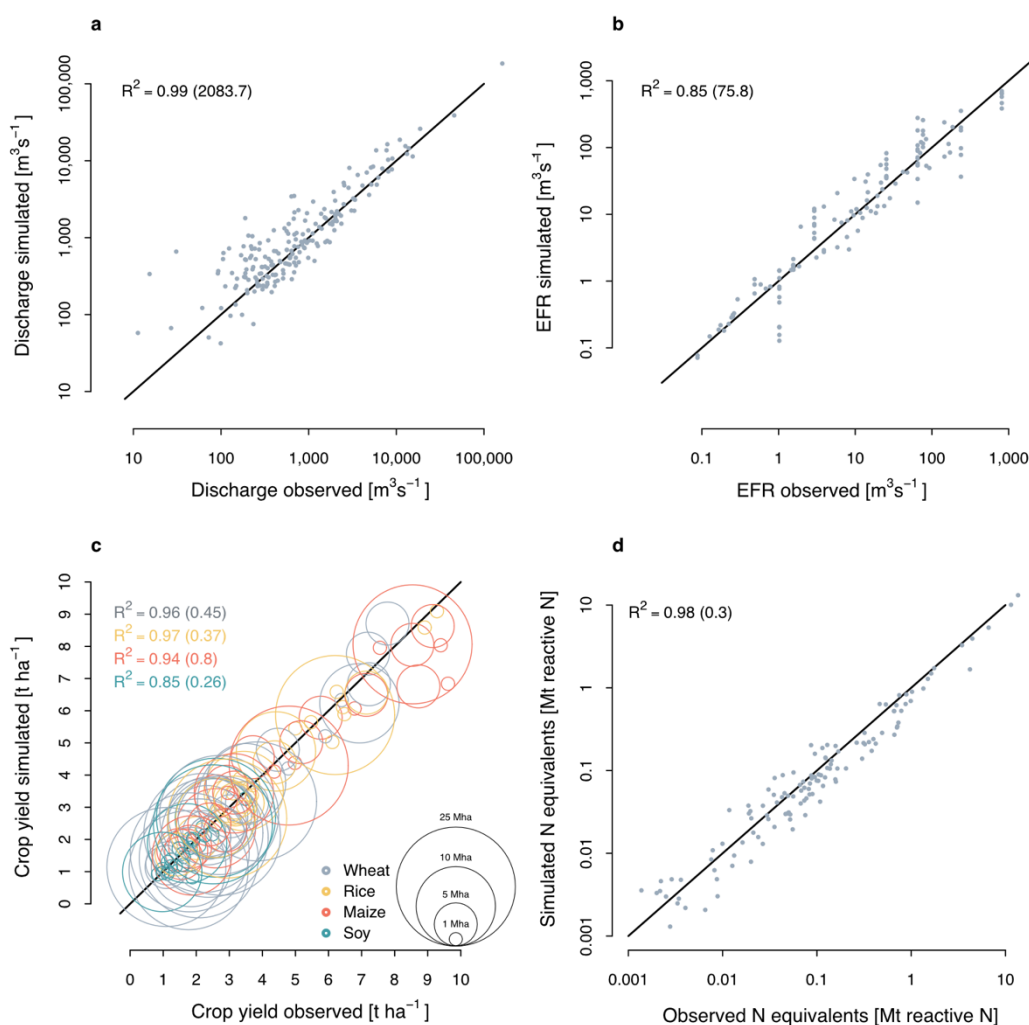 a
R² = 0.99 (2083.7)
100,000
10,000
1,000
100
10
Discharge simulated [m³s⁻¹]
10 100 1,000 10,000 100,000
Discharge observed [m³s⁻¹]
b
R² = 0.85 (75.8)
1,000
100
10
1
0.1
EFR simulated [m³s⁻¹]
0.1 1 10 100 1,000
EFR observed [m³s⁻¹]
c
R² = 0.96 (0.45)
R² = 0.97 (0.37)
R² = 0.94 (0.8)
R² = 0.85 (0.26)
10
9
8
7
6
5
4
3
2
1
0
Crop yield simulated [t ha⁻¹]
25 Mha
10 Mha
5 Mha
1 Mha
Wheat
Rice
Maize
Soy
0 1 2 3 4 5 6 7 8 9 10
Crop yield observed [t ha⁻¹]
d
R² = 0.98 (0.3)
10
1
0.1
0.01
0.001
Simulated N equivalents [Mt reactive N]
0.001 0.01 0.1 1 10
Observed N equivalents [Mt reactive N]